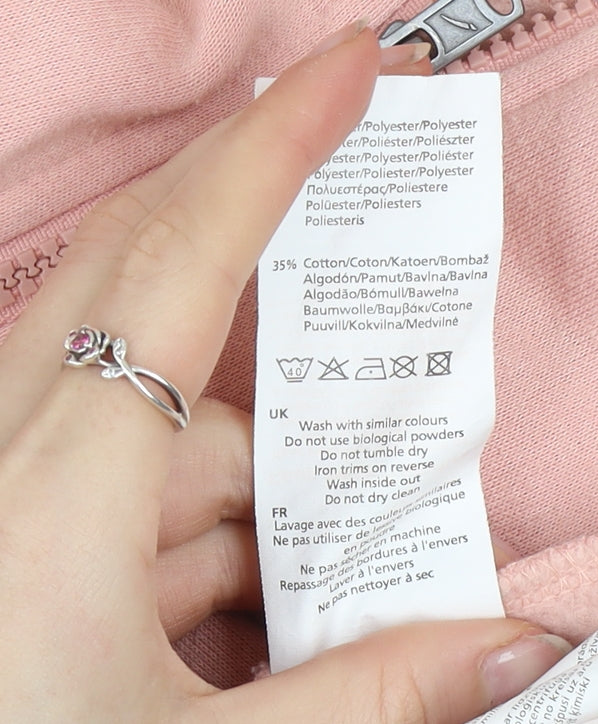 /Polyester/Polyester
/Poliéster/Poliészter
/Polyester/Poliéster
Polyester/Polyester/Polyester
Πολυεστέρας/Poliestere
Polüester/Poliesters
Poliesteris
35% Cotton/Coton/Katoen/Bombaž
Algodón/Pamut/Bavlna/Bavlna
Algodão/Bómull/Bawełna
Baumwolle/Βαμβάκι/Cotone
Puuvill/Kokvilna/Medvilnė
40°
UK
Wash with similar colours
Do not use biological powders
Do not tumble dry
Iron trims on reverse
Wash inside out
Do not dry clean
FR
Lavage avec des couleurs similaires
Ne pas utiliser de lessive biologique
en poudre
Ne pas sécher en machine
Repassage des bordures à l'envers
Laver à l'envers
Ne pas nettoyer à sec